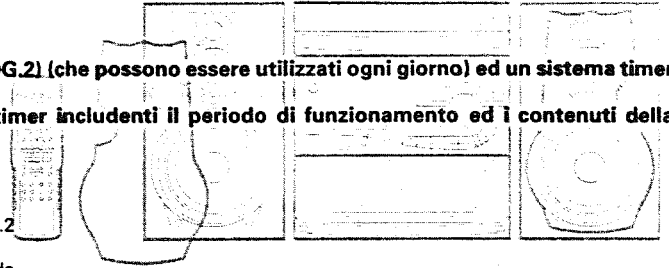 G.2) (che possono essere utilizzati ogni giorno) ed un sistema timer
timer includenti il periodo di funzionamento ed i contenuti della
.2